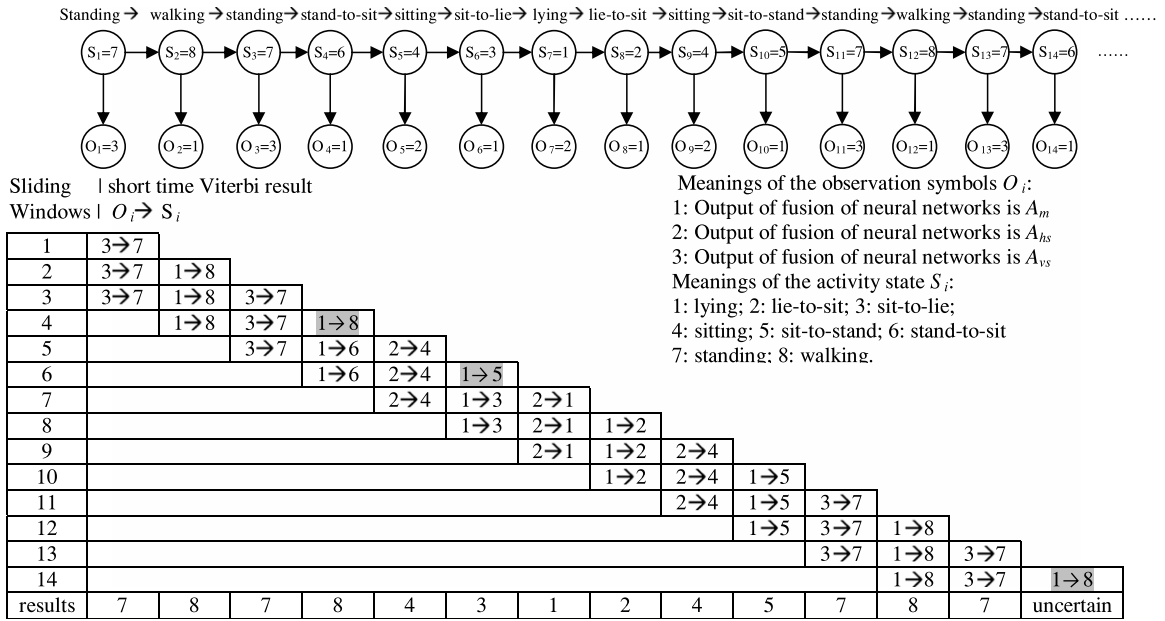 Standing→ walking→standing→stand-to-sit→sitting→sit-to-lie→ lying→ lie-to-sit →sitting→sit-to-stand→standing→walking→standing→stand-to-sit ……
S1=7 S2=8 S3=7 S4=6 S5=4 S6=3 S7=1 S8=2 S9=4 S10=5 S11=7 S12=8 S13=7 S14=6 ……
O1=3 O2=1 O3=3 O4=1 O5=2 O6=1 O7=2 O8=1 O9=2 O10=1 O11=3 O12=1 O13=3 O14=1
Sliding | short time Viterbi result
Windows | Oi→ Si
Meanings of the observation symbols Oi:
1: Output of fusion of neural networks is Am
2: Output of fusion of neural networks is Ahs
3: Output of fusion of neural networks is Avs
Meanings of the activity state Si:
1: lying; 2: lie-to-sit; 3: sit-to-lie;
4: sitting; 5: sit-to-stand; 6: stand-to-sit
7: standing; 8: walking.
1 3→7
2 3→7 1→8
3 3→7 1→8 3→7
4 1→8 3→7 1→8
5 3→7 1→6 2→4
6 1→6 2→4 1→5
7 2→4 1→3 2→1
8 1→3 2→1 1→2
9 2→1 1→2 2→4
10 1→2 2→4 1→5
11 2→4 1→5 3→7
12 1→5 3→7 1→8
13 3→7 1→8 3→7
14 1→8 3→7 1→8
results 7 8 7 8 4 3 1 2 4 5 7 8 7 uncertain